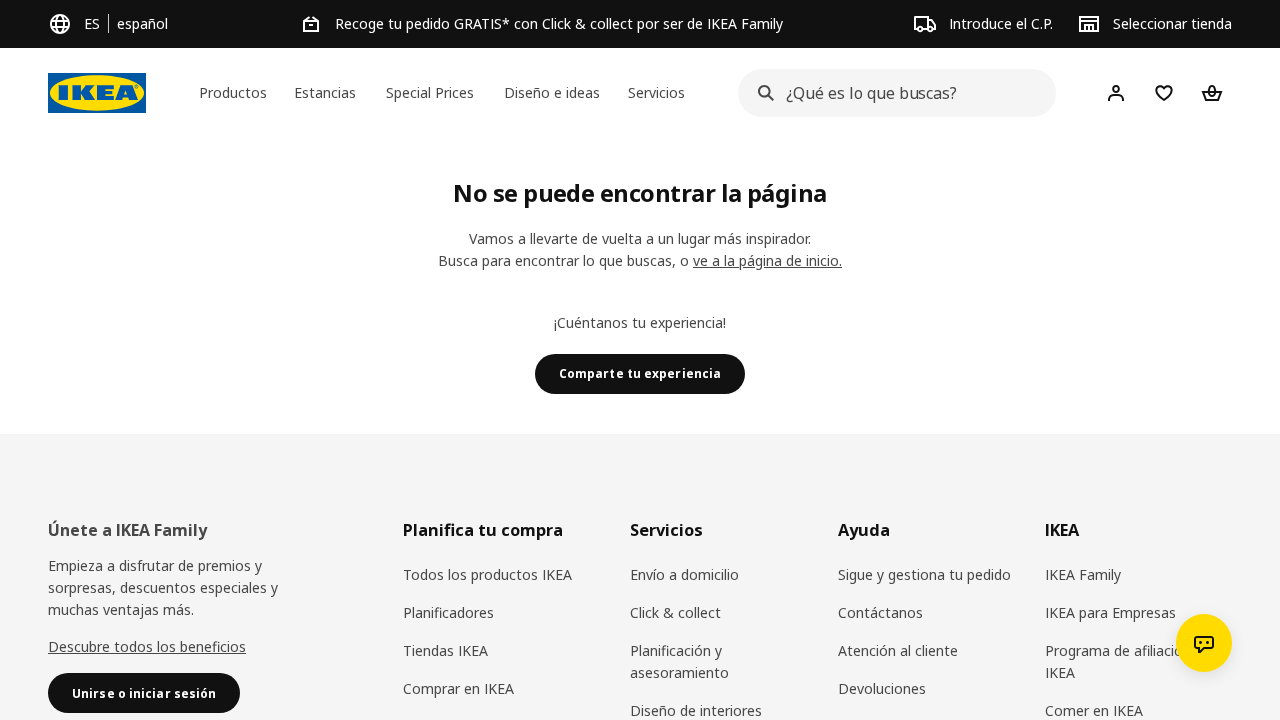 ES español
Recoge tu pedido GRATIS* con Click & collect por ser de IKEA Family
Introduce el C.P.
Seleccionar tienda
IKEA
Productos
Estancias
Special Prices
Diseño e ideas
Servicios
¿Qué es lo que buscas?
No se puede encontrar la página
Vamos a llevarte de vuelta a un lugar más inspirador.
Busca para encontrar lo que buscas, o ve a la página de inicio.
¡Cuéntanos tu experiencia!
Comparte tu experiencia
Únete a IKEA Family
Empieza a disfrutar de premios y
sorpresas, descuentos especiales y
muchas ventajas más.
Descubre todos los beneficios
Unirse o iniciar sesión
Planifica tu compra
Todos los productos IKEA
Planificadores
Tiendas IKEA
Comprar en IKEA
Servicios
Envío a domicilio
Click & collect
Planificación y
asesoramiento
Diseño de interiores
Ayuda
Sigue y gestiona tu pedido
Contáctanos
Atención al cliente
Devoluciones
IKEA
IKEA Family
IKEA para Empresas
Programa de afiliació
IKEA
Comer en IKEA